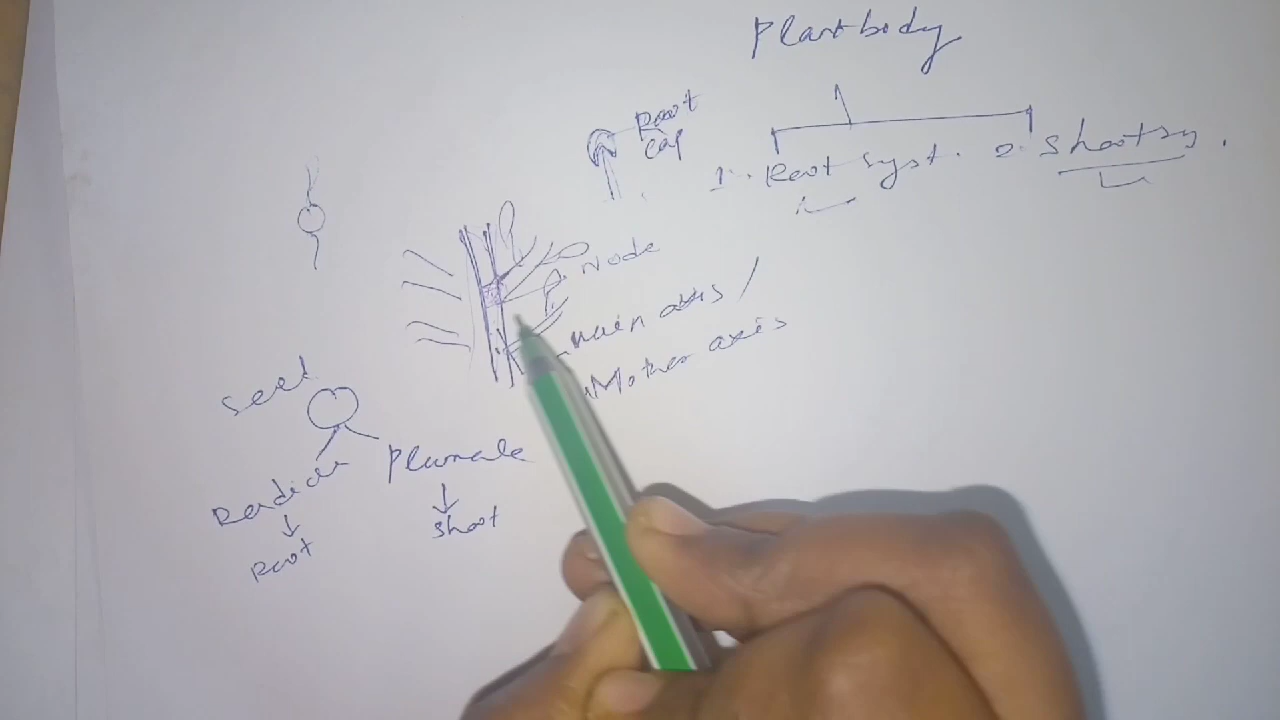 Plant body
1. Root syst. 2. Shoot sy.
Root
cap
Node
main axis /
Mother axis
seed
Radicle
Plumule
Root
shoot